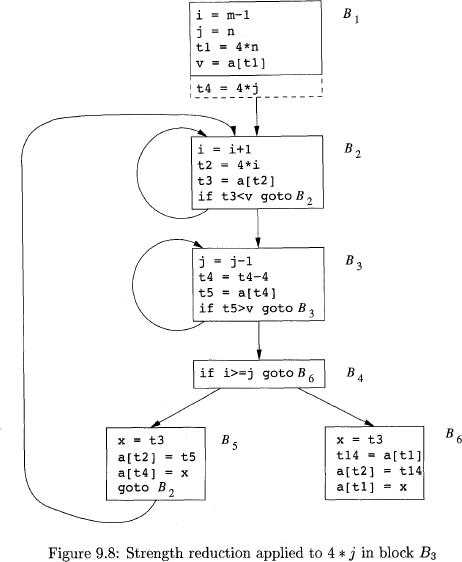 i = m-1
j = n
t1 = 4*n
v = a[t1]
B1
t4 = 4*j
i = i+1
t2 = 4*i
t3 = a[t2]
if t3<v goto B2
B2
j = j-1
t4 = t4-4
t5 = a[t4]
if t5>v goto B3
B3
if i>=j goto B6
B4
x = t3
a[t2] = t5
a[t4] = x
goto B2
B5
x = t3
t14 = a[t1]
a[t2] = t14
a[t1] = x
B6
Figure 9.8: Strength reduction applied to 4 * j in block B3